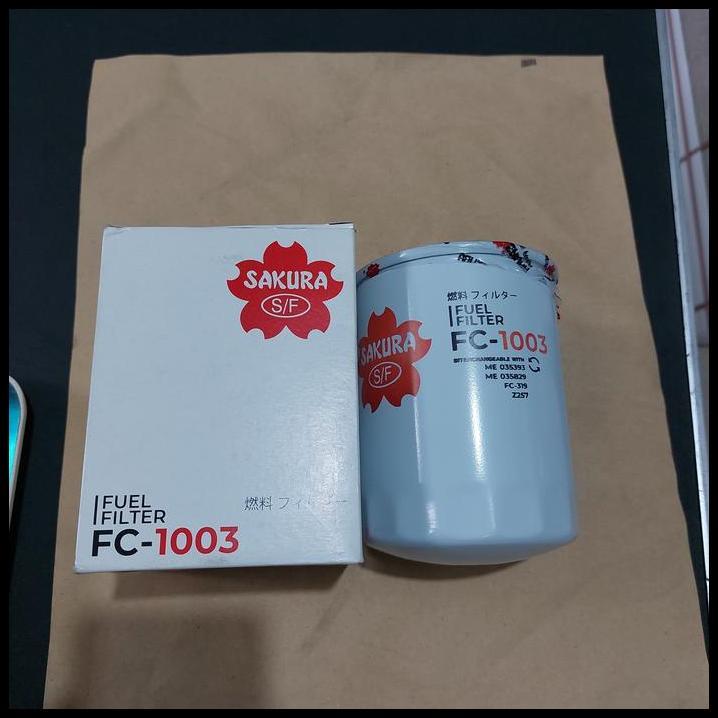 SAKURA
S/F
FUEL
FILTER
燃料 フィルター
FC-1003
燃料 フィルター
FUEL
FILTER
FC-1003
SAKURA
S/F
INTERCHANGEABLE WITH
ME 035393
ME 035829
FC-319
Z257